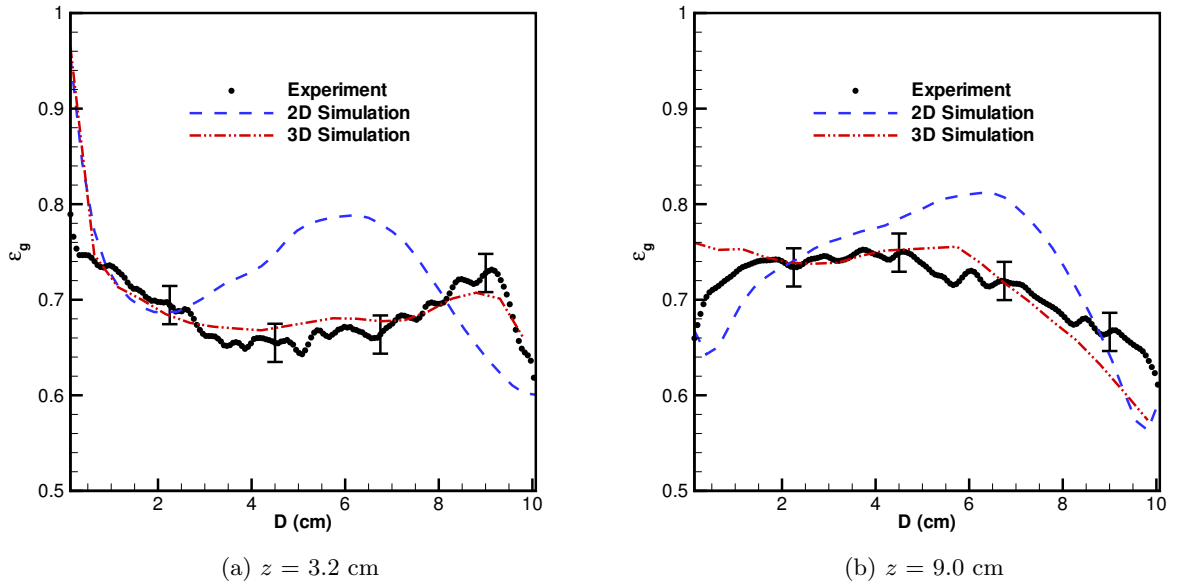 1
0.9
0.8
0.7
0.6
0.5
ε_g
2
4
6
8
10
D (cm)
Experiment
2D Simulation
3D Simulation
(a) z = 3.2 cm
1
0.9
0.8
0.7
0.6
0.5
ε_g
2
4
6
8
10
D (cm)
Experiment
2D Simulation
3D Simulation
(b) z = 9.0 cm